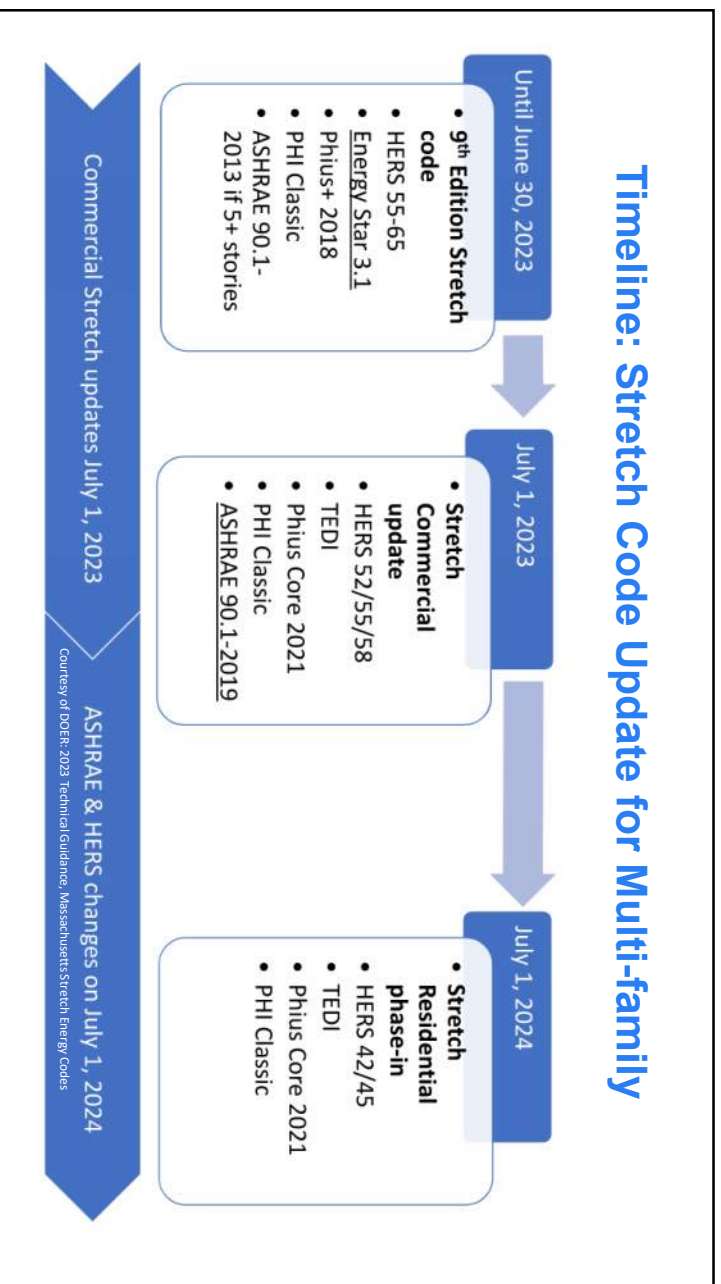 Timeline: Stretch Code Update for Multi-family
Until June 30, 2023
• 9th Edition Stretch
code
• HERS 55-65
• Energy Star 3.1
• Phius+ 2018
• PHI Classic
• ASHRAE 90.1-
2013 if 5+ stories
July 1, 2023
• Stretch
Commercial
update
• HERS 52/55/58
• TEDI
• Phius Core 2021
• PHI Classic
• ASHRAE 90.1-2019
July 1, 2024
• Stretch
Residential
phase-in
• HERS 42/45
• TEDI
• Phius Core 2021
• PHI Classic
Commercial Stretch updates July 1, 2023
ASHRAE & HERS changes on July 1, 2024
Courtesy of DOER: 2023 Technical Guidance, Massachusetts Stretch Energy Codes